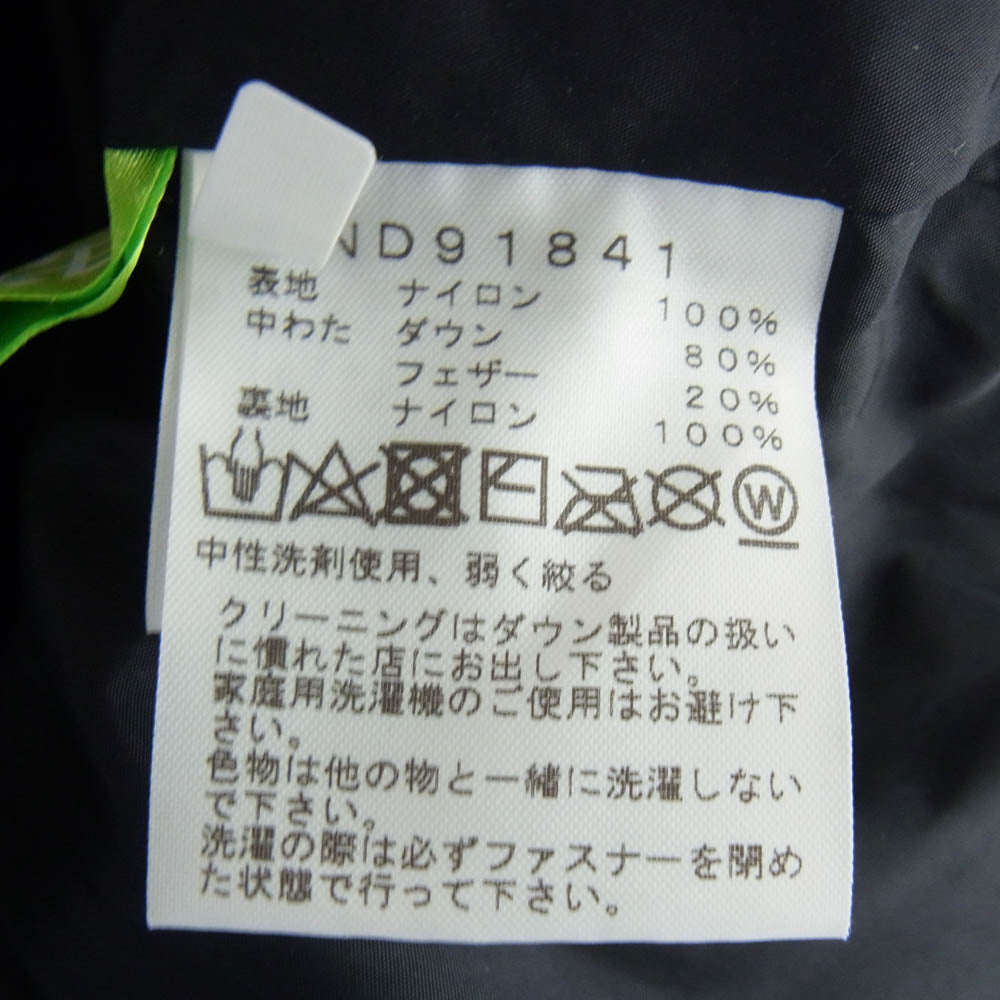 ND91841
表地 ナイロン 100%
中わた ダウン 80%
フェザー 20%
裏地 ナイロン 100%
W
中性洗剤使用、弱く絞る
クリーニングはダウン製品の扱い
に慣れた店にお出し下さい。
家庭用洗濯機のご使用はお避け下
さい。
色物は他の物と一緒に洗濯しない
で下さい。
洗濯の際は必ずファスナーを閉め
た状態で行って下さい。